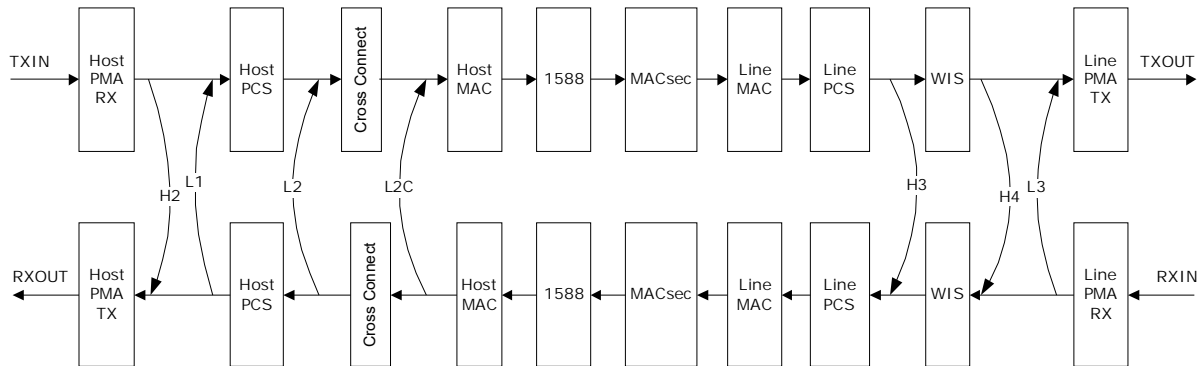 TXIN
Host
PMA
RX
Host
PCS
Cross Connect
Host
MAC
1588
MACsec
Line
MAC
Line
PCS
WIS
Line
PMA
TX
TXOUT
H2
L1
L2
L2C
H3
H4
L3
RXOUT
Host
PMA
TX
Host
PCS
Cross Connect
Host
MAC
1588
MACsec
Line
MAC
Line
PCS
WIS
Line
PMA
RX
RXIN